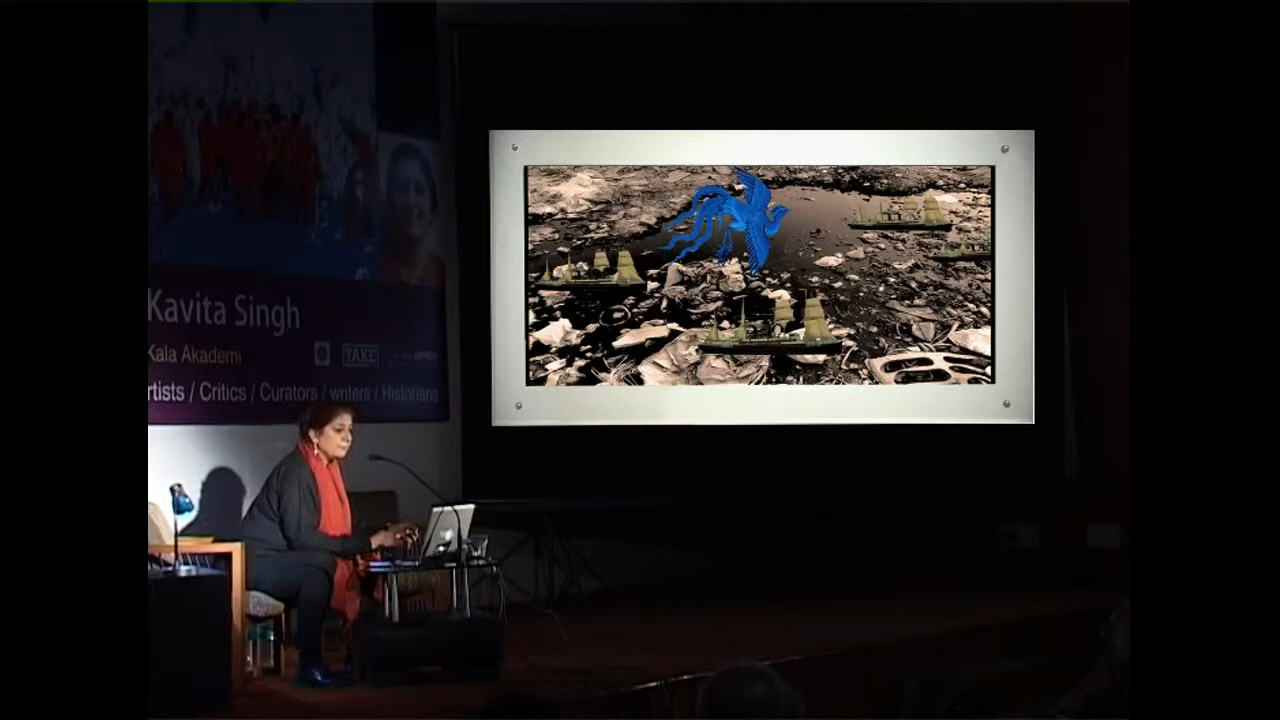 Kavita Singh
Kala Akademi
TAKE
rtists / Critics / Curators / writers / Historians